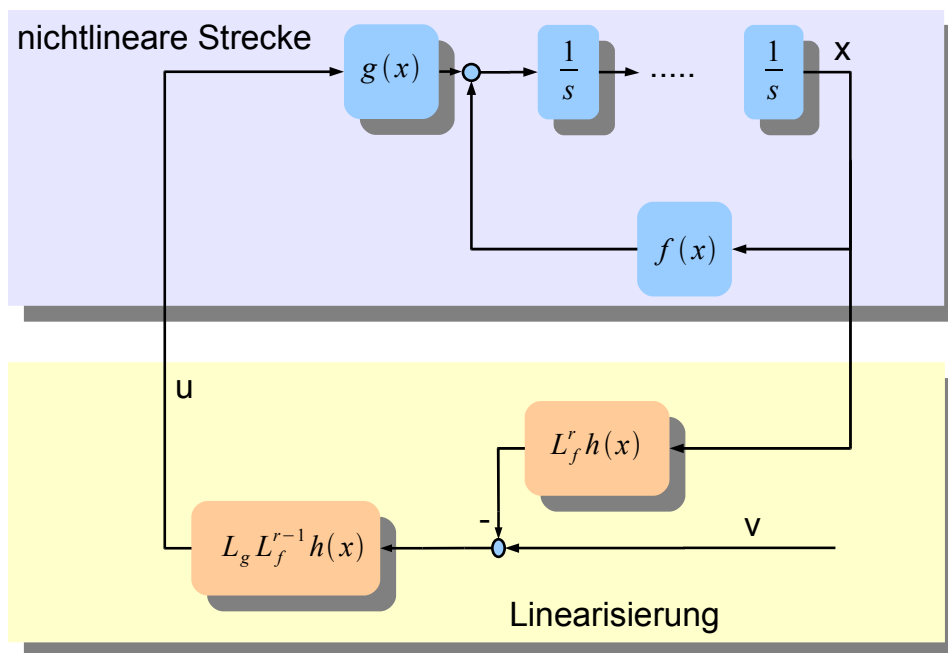 nichtlineare Strecke
g(x)
1/s
.....
1/s
x
f(x)
u
L_f^r h(x)
-
v
L_g L_f^{r-1} h(x)
Linearisierung